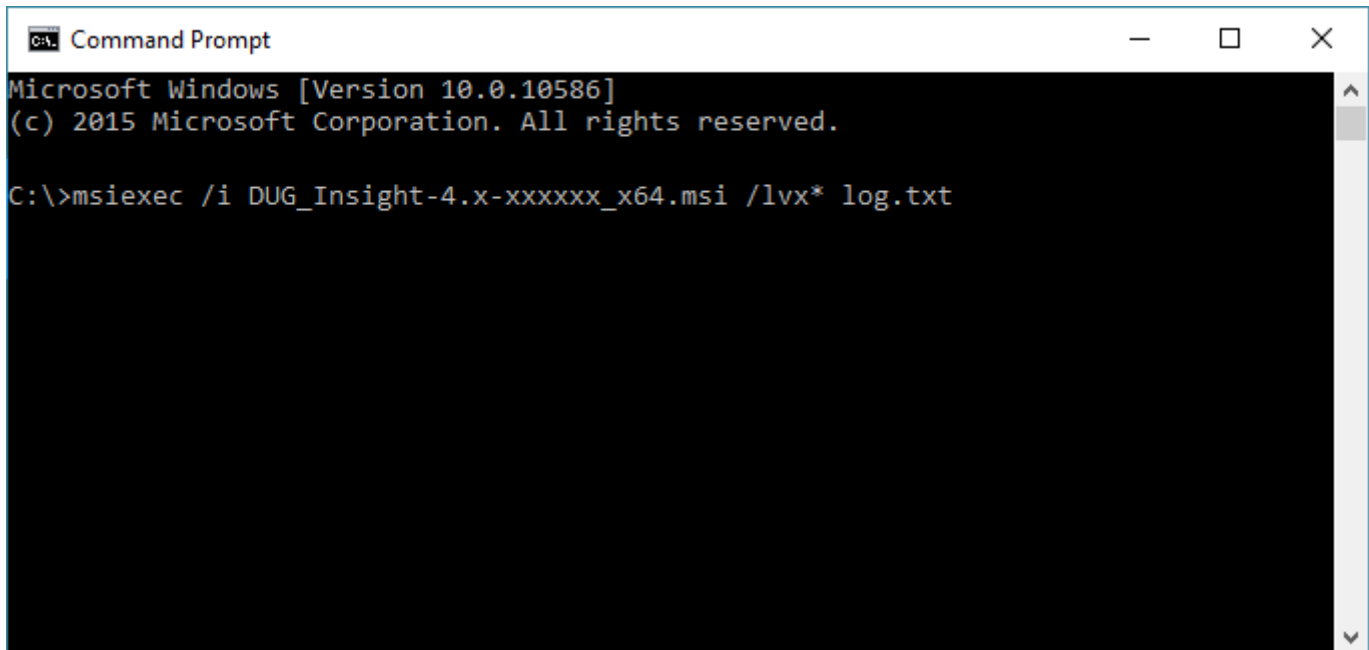 Command Prompt
Microsoft Windows [Version 10.0.10586]
(c) 2015 Microsoft Corporation. All rights reserved.
C:\>msiexec /i DUG_Insight-4.x-xxxxxx_x64.msi /lvx* log.txt